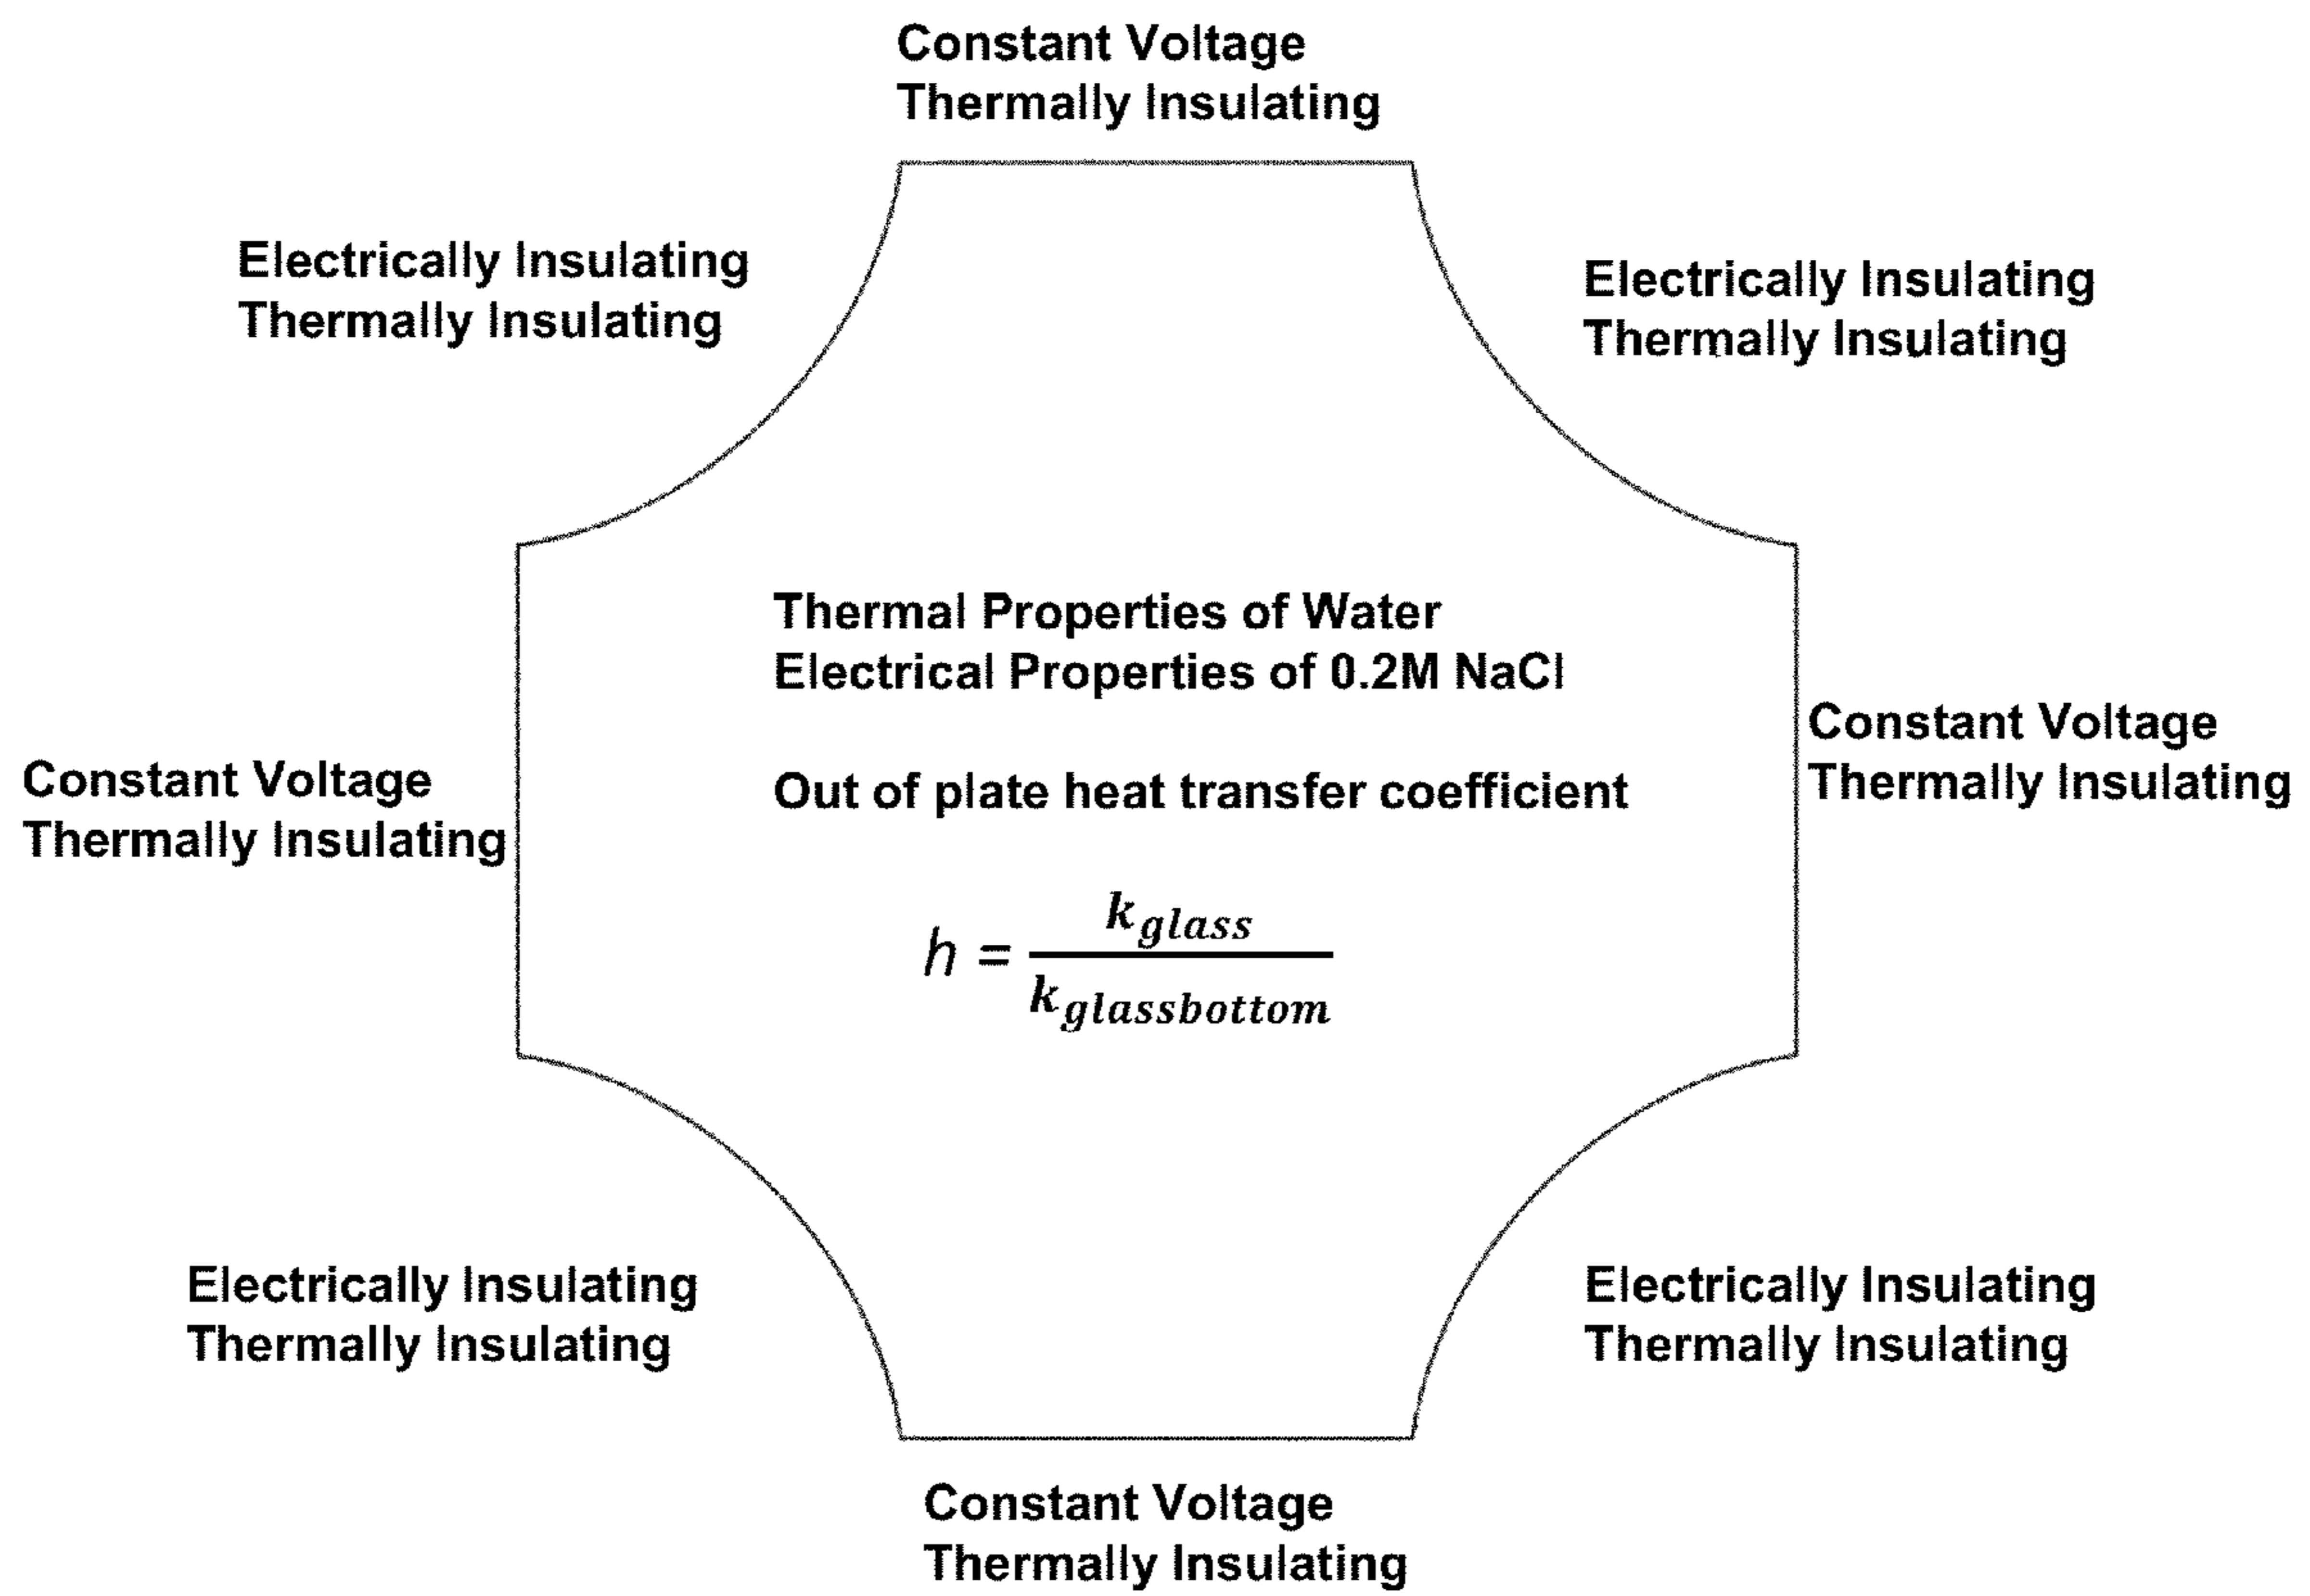 Constant Voltage
Thermally Insulating
Electrically Insulating
Thermally Insulating
Electrically Insulating
Thermally Insulating
Thermal Properties of Water
Electrical Properties of 0.2M NaCl
Constant Voltage
Thermally Insulating
Constant Voltage
Thermally Insulating
Out of plate heat transfer coefficient
h = k_glass / k_glassbottom
Electrically Insulating
Thermally Insulating
Electrically Insulating
Thermally Insulating
Constant Voltage
Thermally Insulating